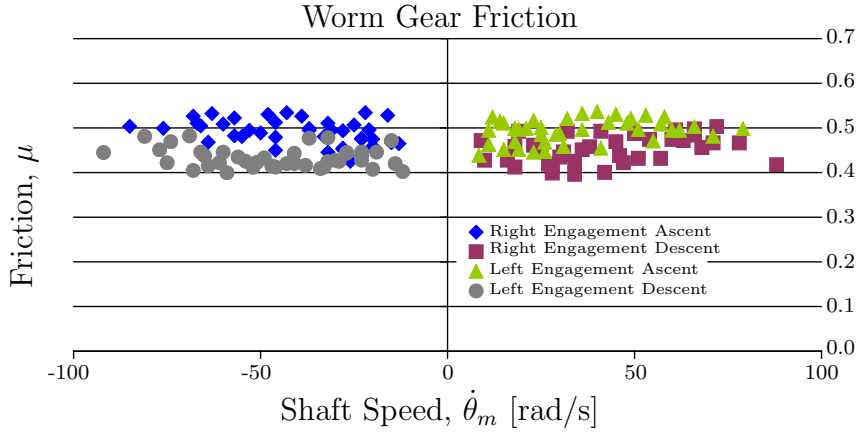 Worm Gear Friction
0.7
0.6
0.5
0.4
0.3
0.2
0.1
0.0
Friction, μ
Right Engagement Ascent
Right Engagement Descent
Left Engagement Ascent
Left Engagement Descent
-100 -50 0 50 100
Shaft Speed, θ̇ₘ [rad/s]